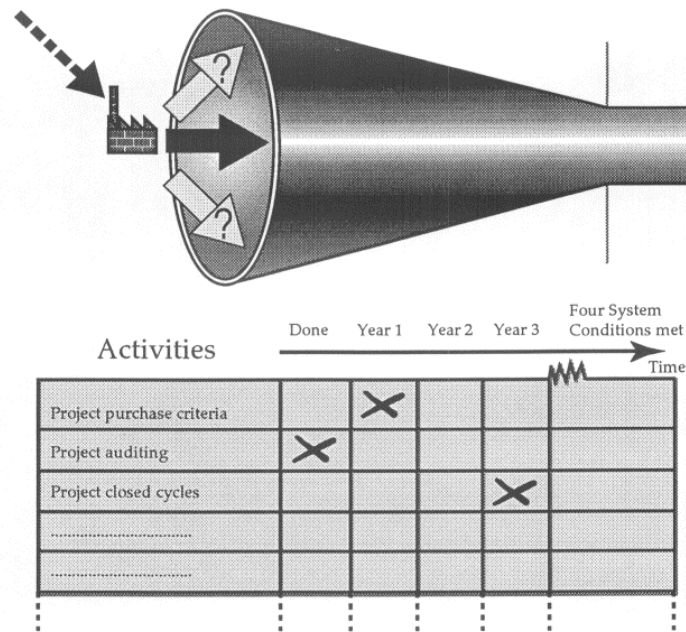 ?
?
Four System
Done Year 1 Year 2 Year 3 Conditions met
Activities
Time
Project purchase criteria
Project auditing
Project closed cycles
................................
................................